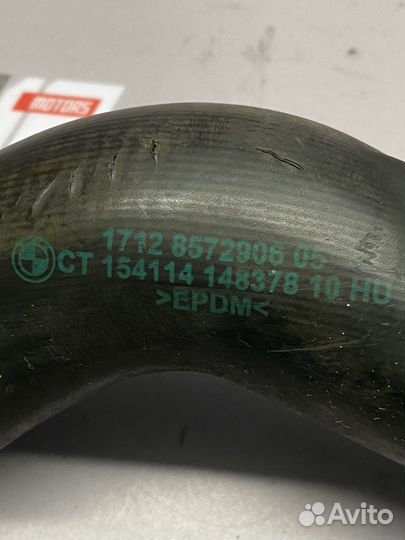 MOTORS
1712 8572906 05
CT 154114 148378 10 HU
>EPDM<
Avito